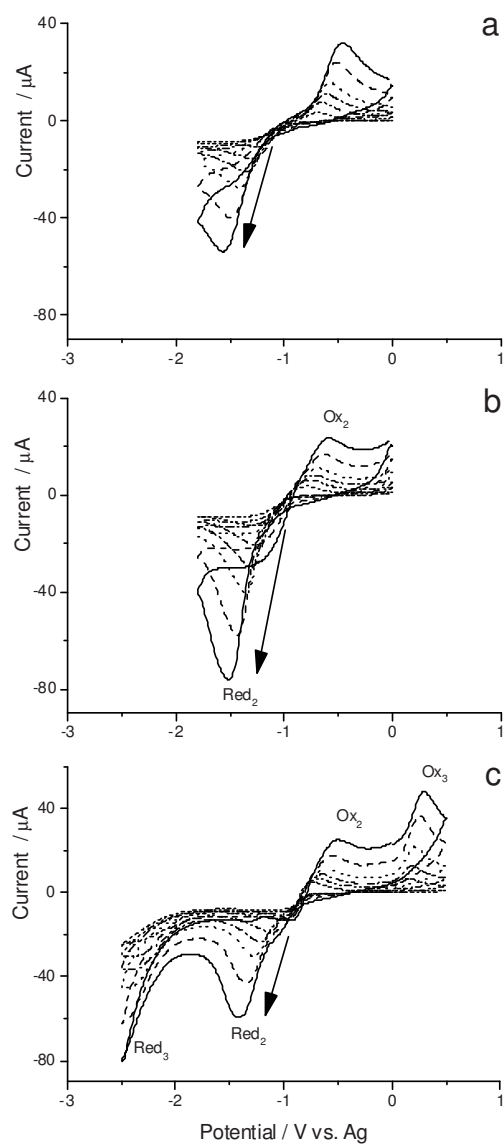 a
40
0
-40
-80
Current / μA
-3 -2 -1 0 1
b
40
0
-40
-80
Current / μA
Ox₂
Red₂
-3 -2 -1 0 1
c
40
0
-40
-80
Current / μA
Ox₃
Ox₂
Red₂
Red₃
-3 -2 -1 0 1
Potential / V vs. Ag